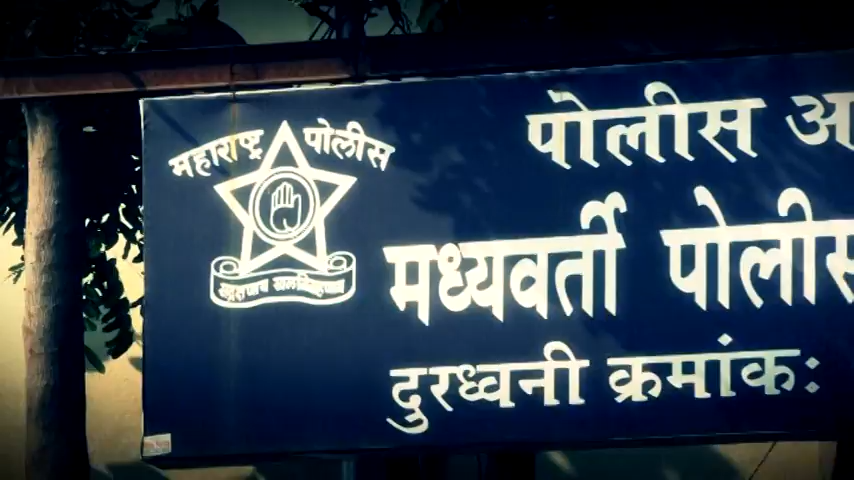 महाराष्ट्र पोलीस
पोलीस अ
मध्यवर्ती पोलीस
दुरध्वनी क्रमांक: